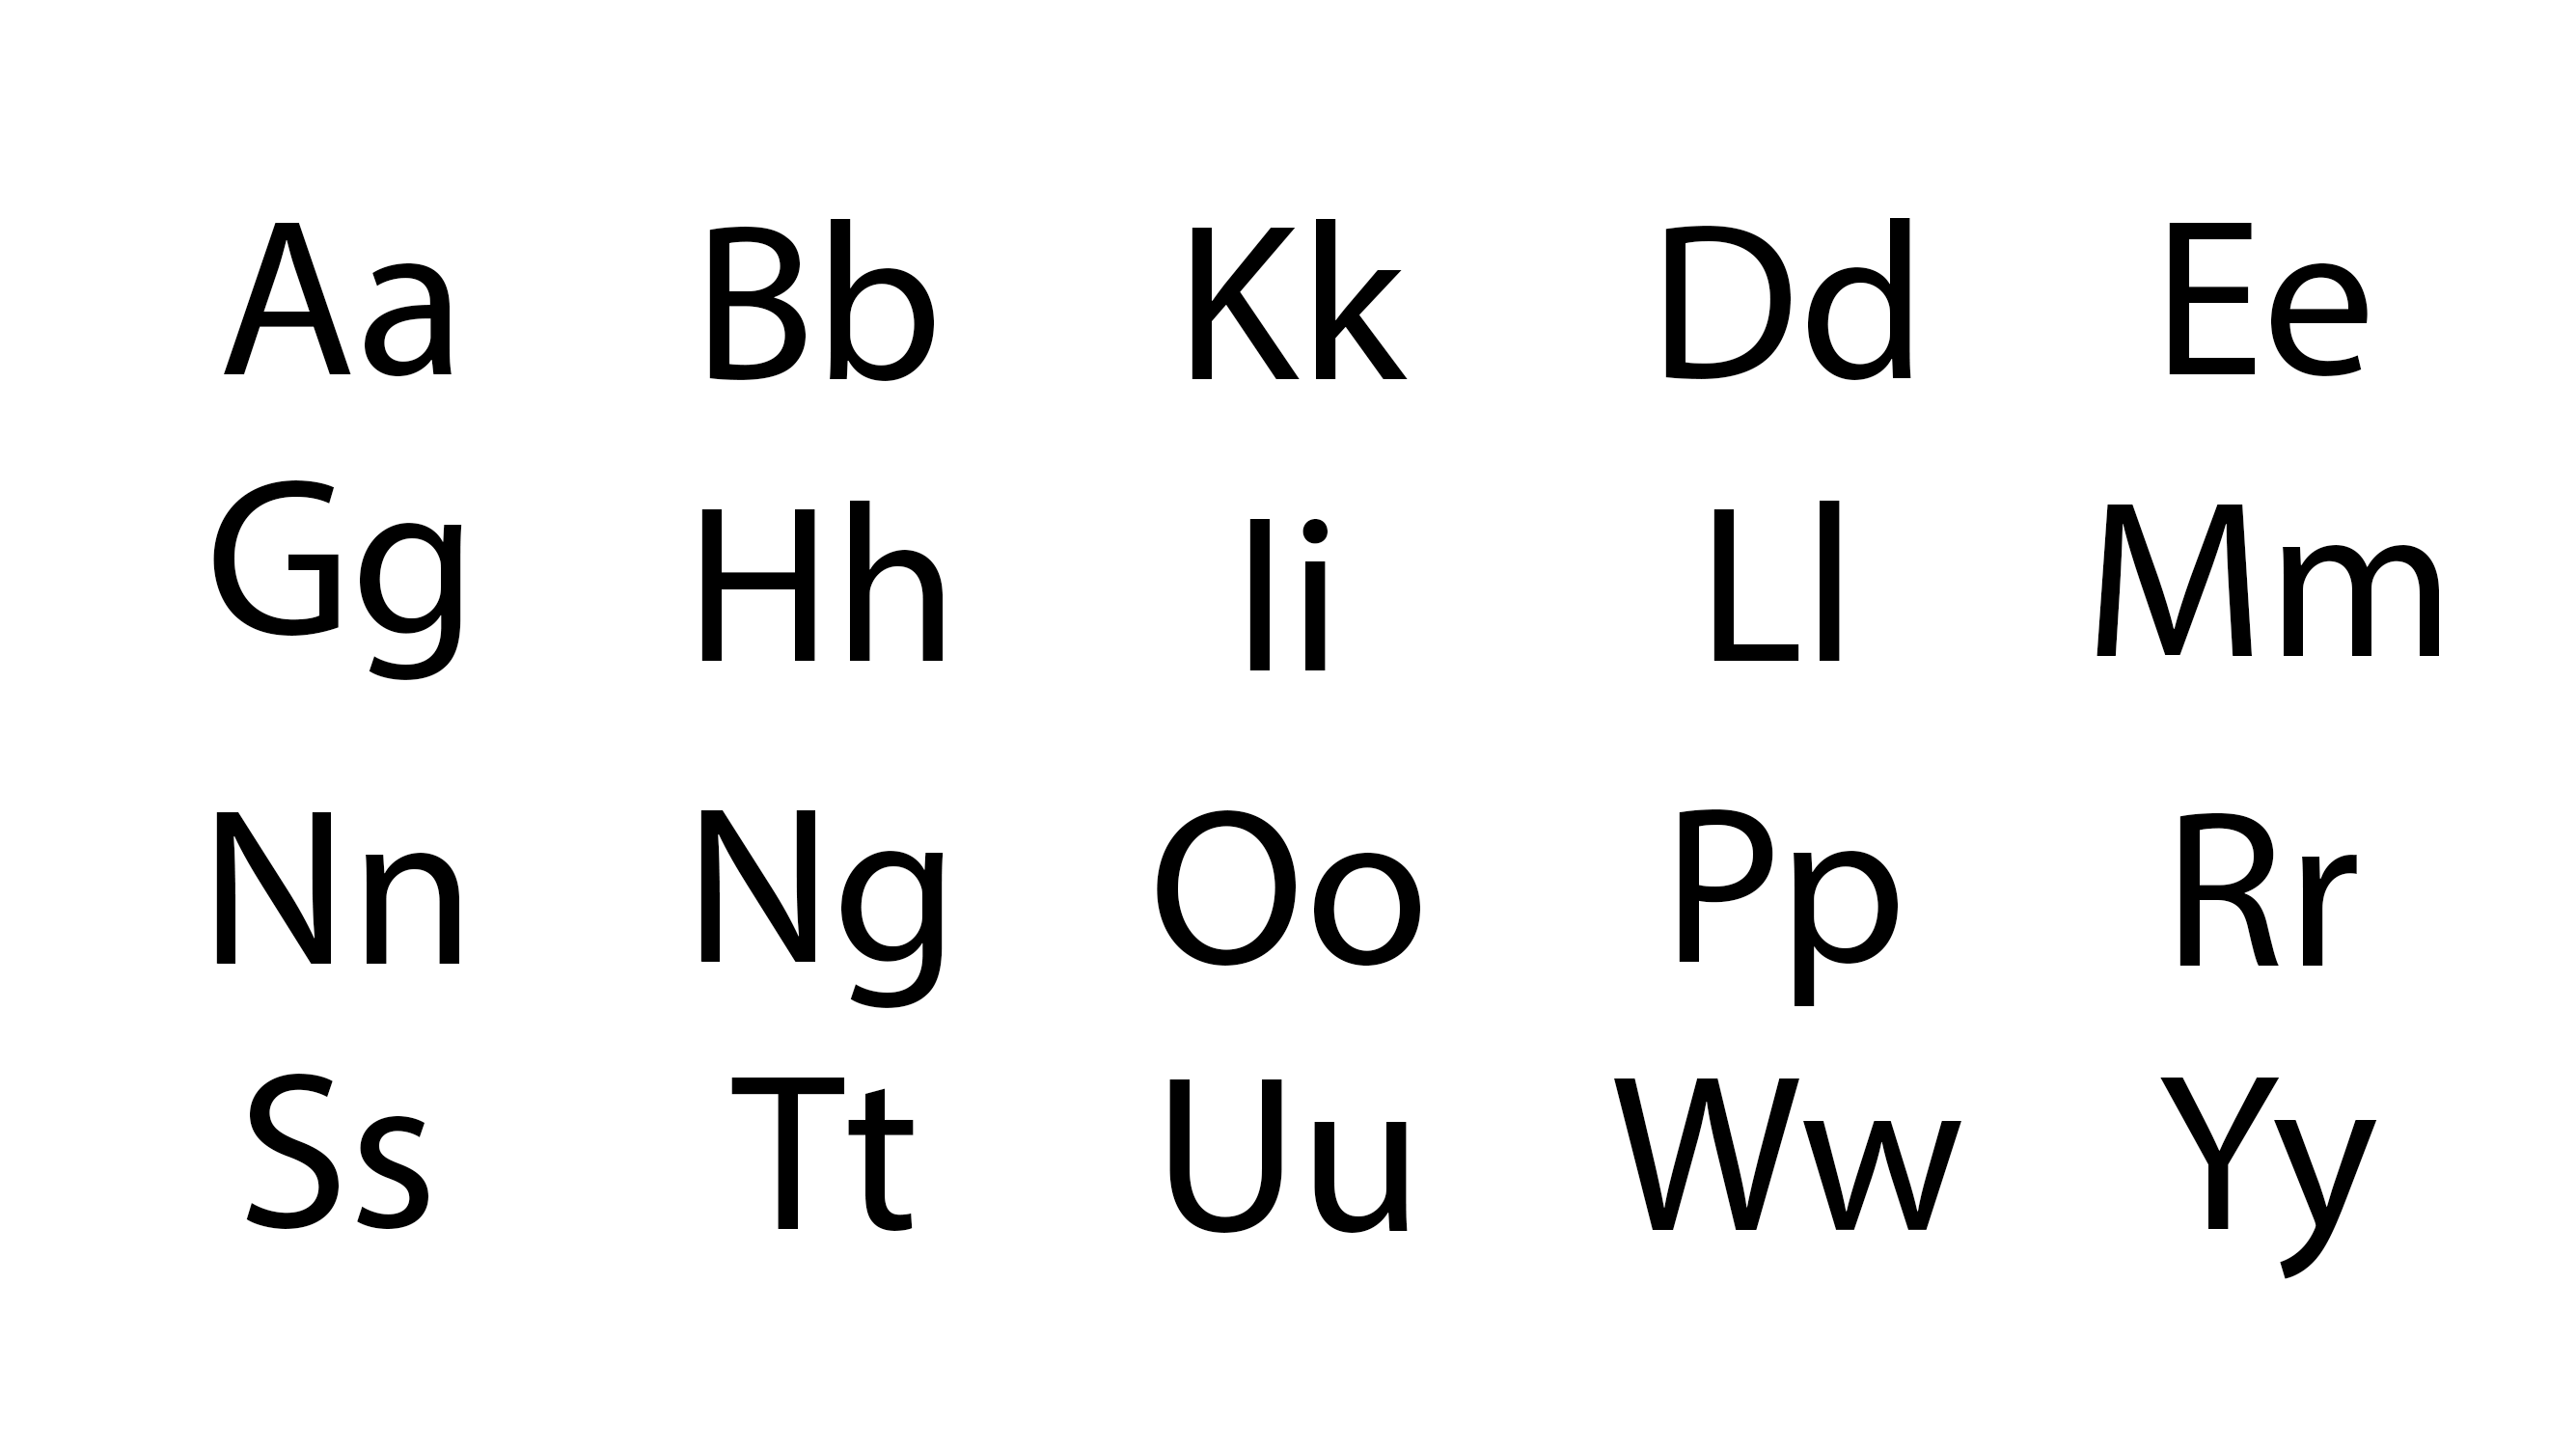 Aa Bb Kk Dd Ee
Gg Hh Ii Ll Mm
Nn Ng Oo Pp Rr
Ss Tt Uu Ww Yy